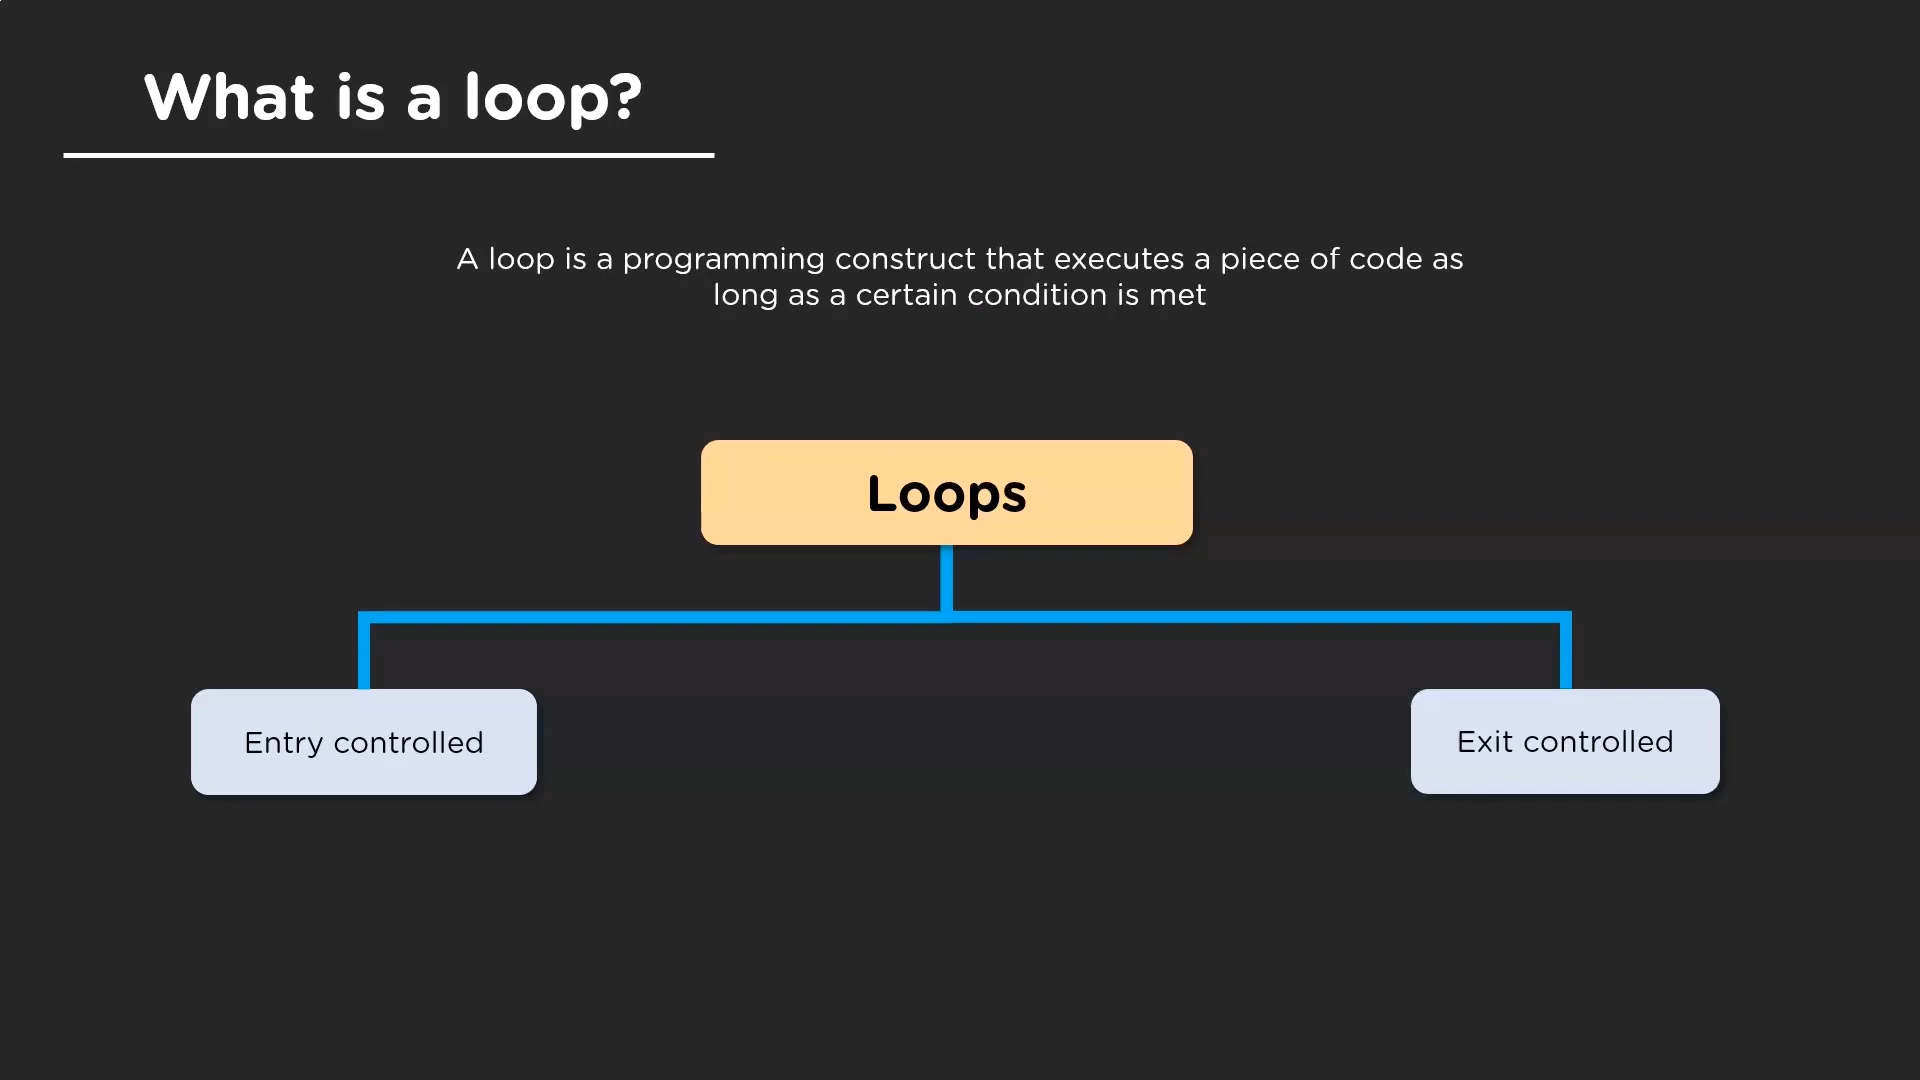 What is a loop?
A loop is a programming construct that executes a piece of code as
long as a certain condition is met
Loops
Entry controlled
Exit controlled